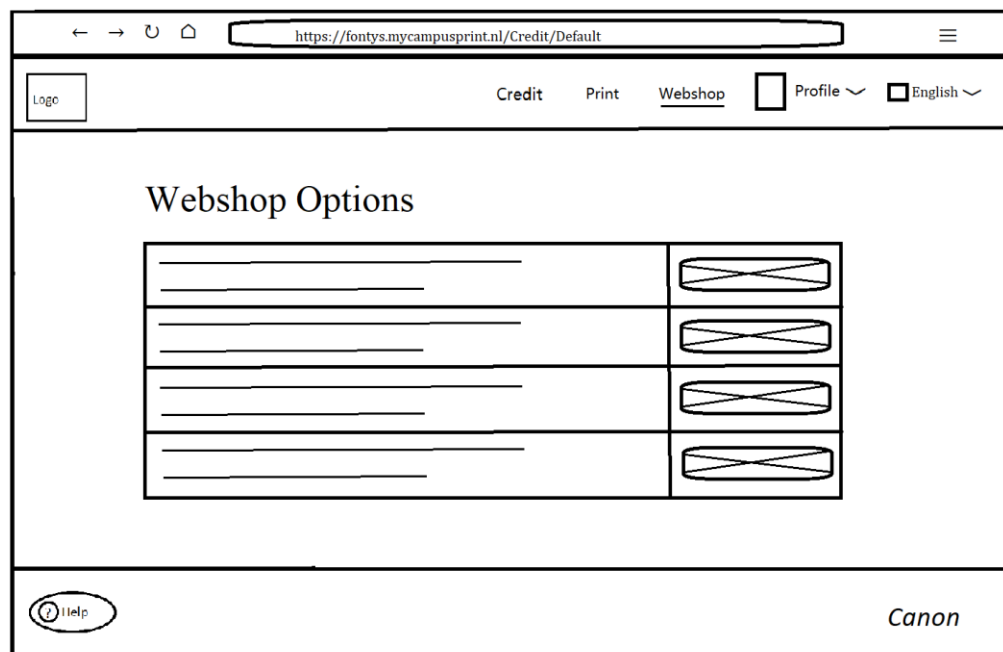 https://fontys.mycampusprint.nl/Credit/Default
Logo
Credit Print Webshop Profile English
Webshop Options
? Help
Canon